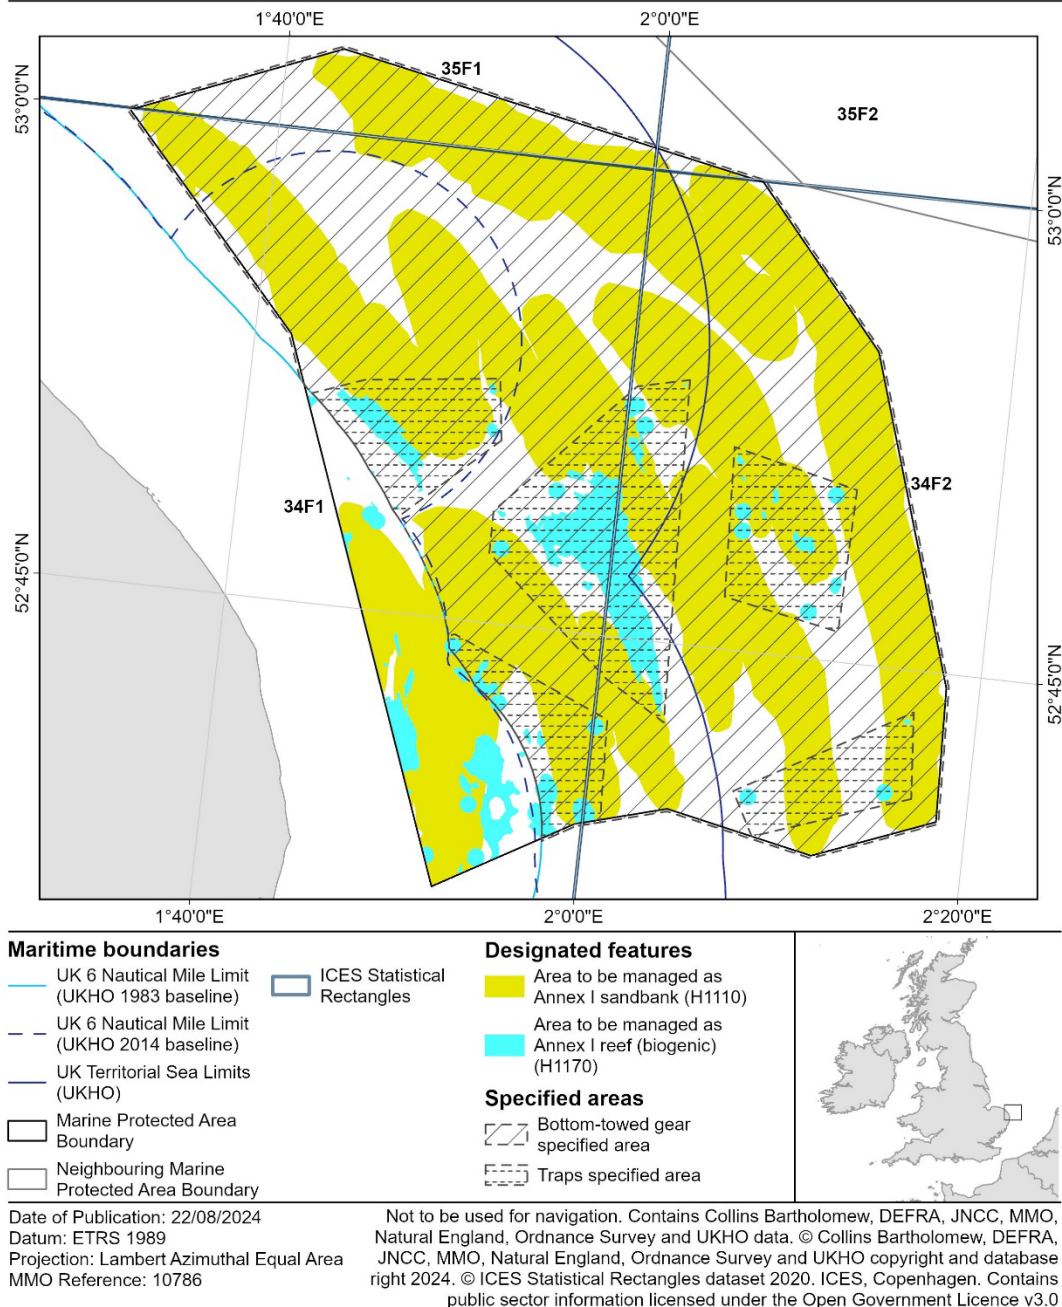 1°40'0"E
2°0'0"E
53°0'0"N
35F1
35F2
53°0'0"N
34F1
34F2
52°45'0"N
52°45'0"N
1°40'0"E
2°0'0"E
2°20'0"E
Maritime boundaries
UK 6 Nautical Mile Limit
(UKHO 1983 baseline)
UK 6 Nautical Mile Limit
(UKHO 2014 baseline)
UK Territorial Sea Limits
(UKHO)
Marine Protected Area
Boundary
Neighbouring Marine
Protected Area Boundary
ICES Statistical
Rectangles
Designated features
Area to be managed as
Annex I sandbank (H1110)
Area to be managed as
Annex I reef (biogenic)
(H1170)
Specified areas
Bottom-towed gear
specified area
Traps specified area
Date of Publication: 22/08/2024
Datum: ETRS 1989
Projection: Lambert Azimuthal Equal Area
MMO Reference: 10786
Not to be used for navigation. Contains Collins Bartholomew, DEFRA, JNCC, MMO,
Natural England, Ordnance Survey and UKHO data. © Collins Bartholomew, DEFRA,
JNCC, MMO, Natural England, Ordnance Survey and UKHO copyright and database
right 2024. © ICES Statistical Rectangles dataset 2020. ICES, Copenhagen. Contains
public sector information licensed under the Open Government Licence v3.0